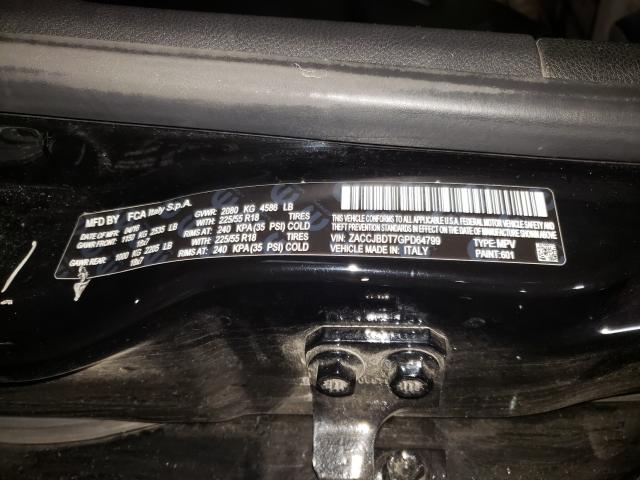 MFD BY FCA Italy S.p.A.
DATE OF MFR 04/16 GVWR: 2080 KG 4586 LB
GAWR FRONT: 1150 KG 2535 LB WITH: 225/55 R18 TIRES
18x7 RIMS AT: 240 KPA(35 PSI) COLD
GAWR REAR: 1000 KG 2205 LB WITH: 225/55 R18 TIRES
18x7 RIMS AT: 240 KPA(35 PSI) COLD
THIS VEHICLE CONFORMS TO ALL APPLICABLE U.S.A. FEDERAL MOTOR VEHICLE
SAFETY, BUMPER AND THEFT PREVENTION STANDARDS IN EFFECT ON THE DATE OF MANUFACTURE SHOWN ABOVE
VIN: ZACCJBDT7GPD64799 TYPE: MPV
VEHICLE MADE IN: ITALY PAINT: 601